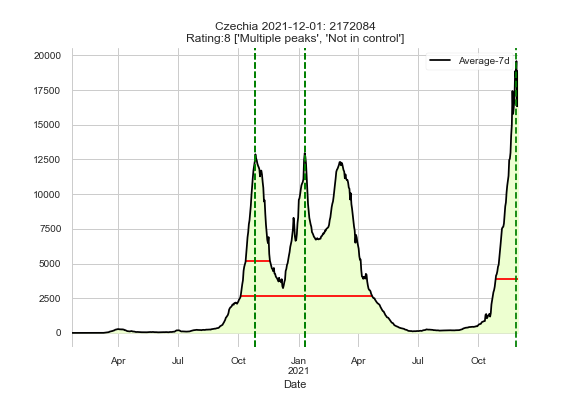 Czechia 2021-12-01: 2172084
Rating:8 ['Multiple peaks', 'Not in control']
Average-7d
20000
17500
15000
12500
10000
7500
5000
2500
0
Apr Jul Oct Jan Apr Jul Oct
2021
Date